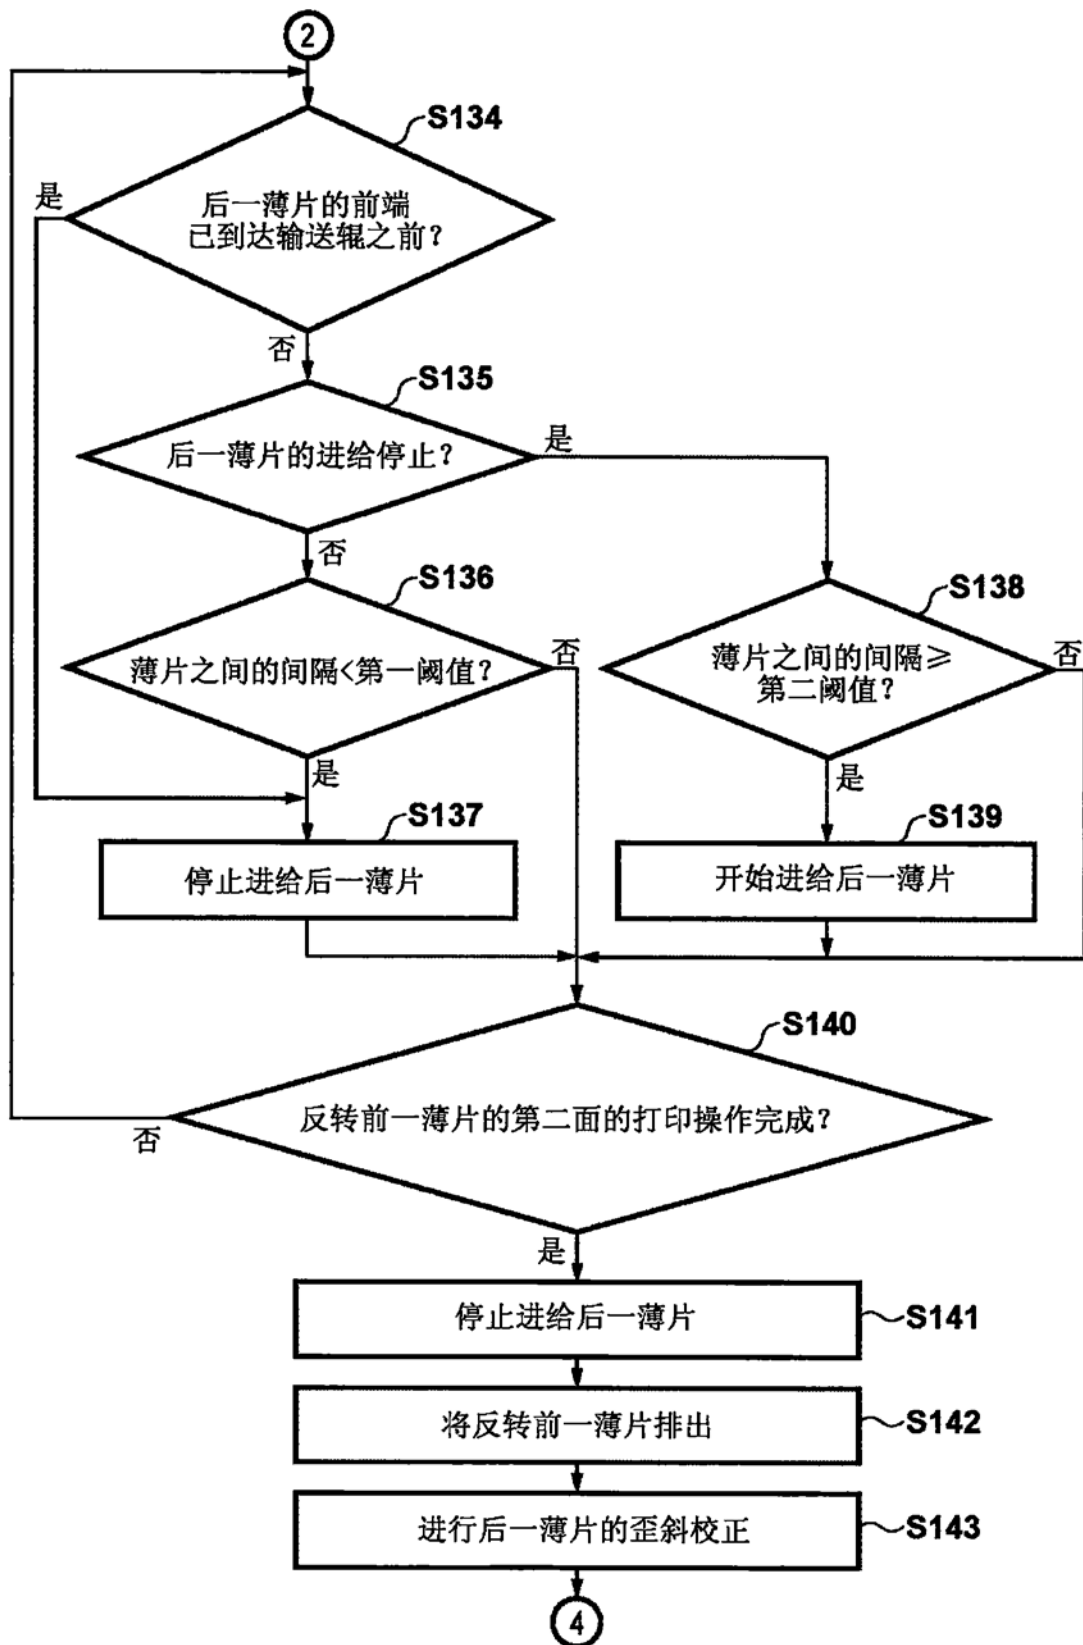 2
S134
是
后一薄片的前端
已到达输送辊之前?
否
S135
后一薄片的进给停止?
是
否
S136
S138
薄片之间的间隔<第一阈值?
否
薄片之间的间隔≥
第二阈值?
否
是
是
S137
S139
停止进给后一薄片
开始进给后一薄片
S140
反转前一薄片的第二面的打印操作完成?
否
是
停止进给后一薄片
S141
将反转前一薄片排出
S142
进行后一薄片的歪斜校正
S143
4